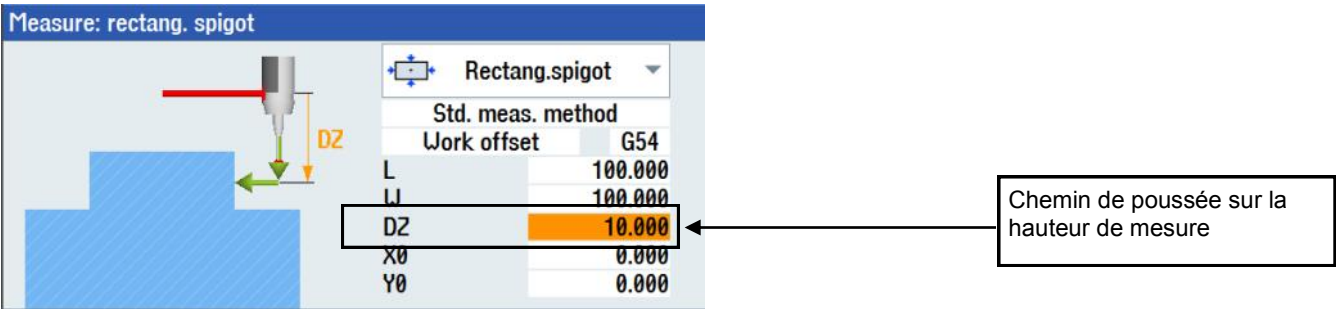 Measure: rectang. spigot
Rectang.spigot
Std. meas. method
Work offset G54
DZ
L 100.000
W 100.000
DZ 10.000
X0 0.000
Y0 0.000
Chemin de poussée sur la
hauteur de mesure